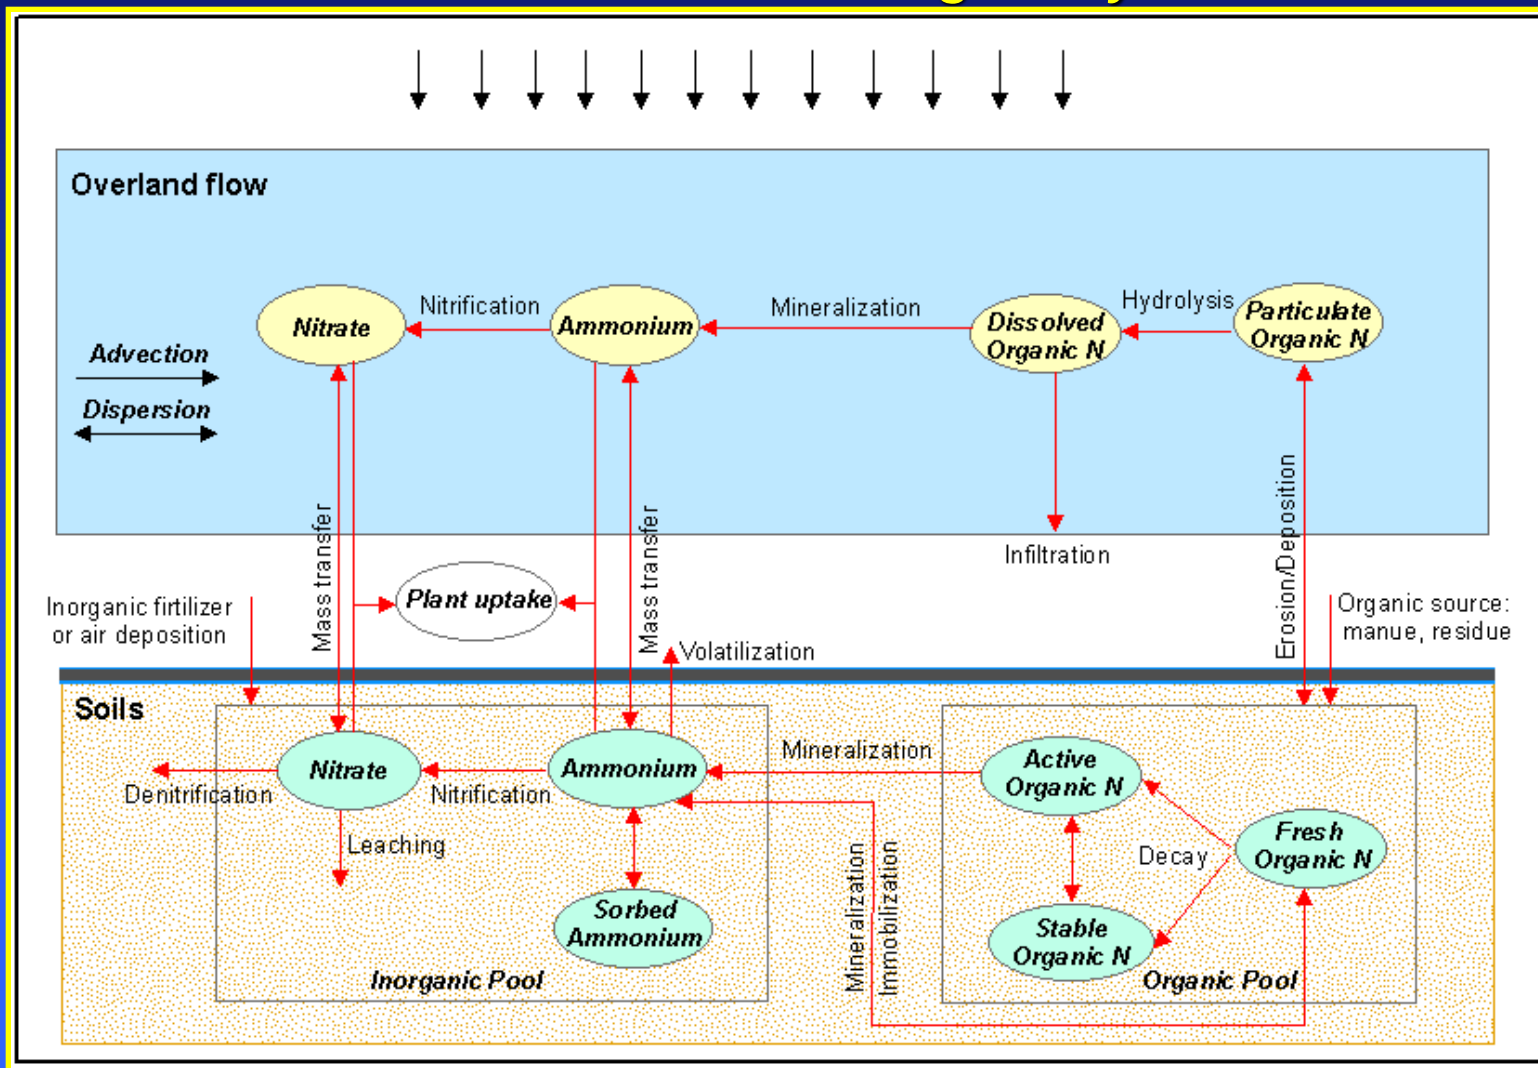 Overland flow
Nitrate
Nitrification
Ammonium
Mineralization
Dissolved
Organic N
Hydrolysis
Particulate
Organic N
Advection
Dispersion
Mass transfer
Mass transfer
Infiltration
Erosion/Deposition
Plant uptake
Inorganic firtilizer
or air deposition
Volatilization
Organic source:
manue, residue
Soils
Nitrate
Denitrification
Nitrification
Ammonium
Leaching
Sorbed
Ammonium
Inorganic Pool
Mineralization
Mineralization
Immobilization
Active
Organic N
Decay
Fresh
Organic N
Stable
Organic N
Organic Pool